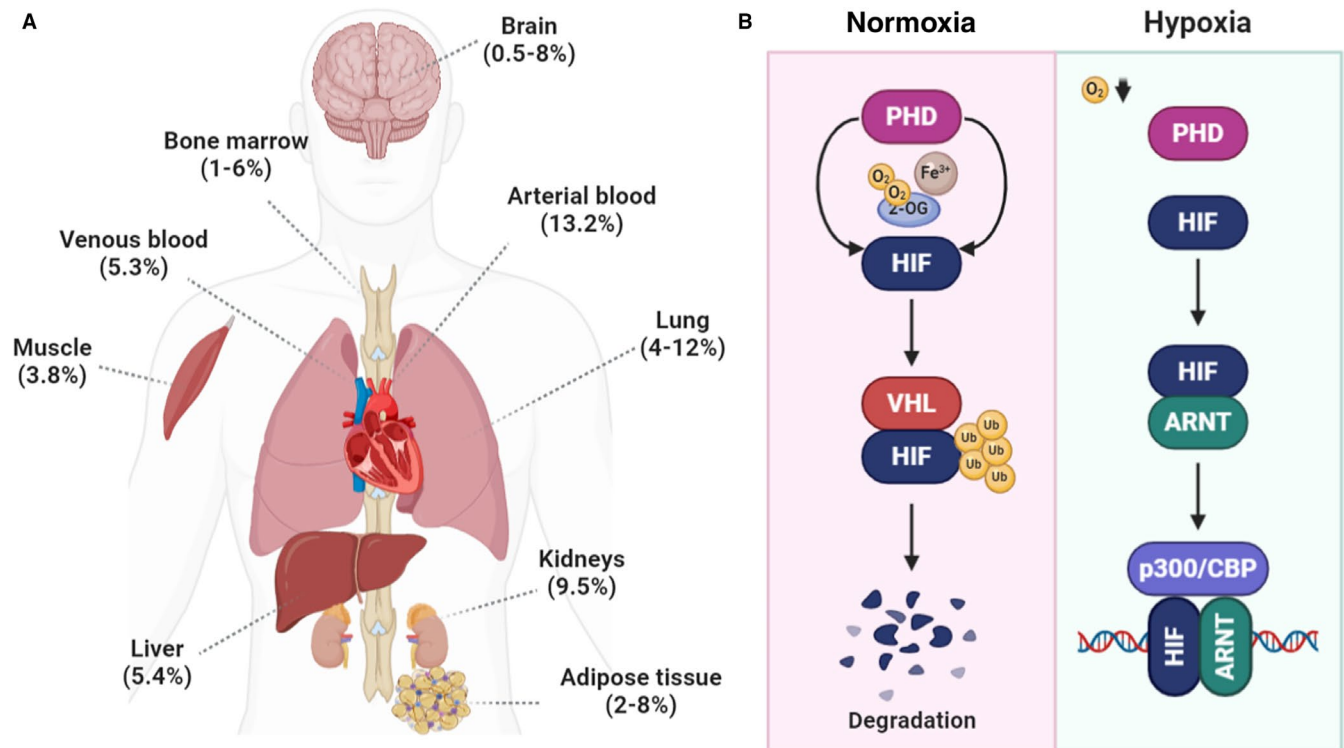 A
Brain
(0.5-8%)
Bone marrow
(1-6%)
Arterial blood
(13.2%)
Venous blood
(5.3%)
Lung
(4-12%)
Muscle
(3.8%)
Kidneys
(9.5%)
Liver
(5.4%)
Adipose tissue
(2-8%)
B
Normoxia
PHD
O₂
O₂
Fe³⁺
2-OG
HIF
VHL
HIF
Ub
Ub
Ub
Ub
Ub
Degradation
Hypoxia
O₂
PHD
HIF
HIF
ARNT
p300/CBP
HIF
ARNT